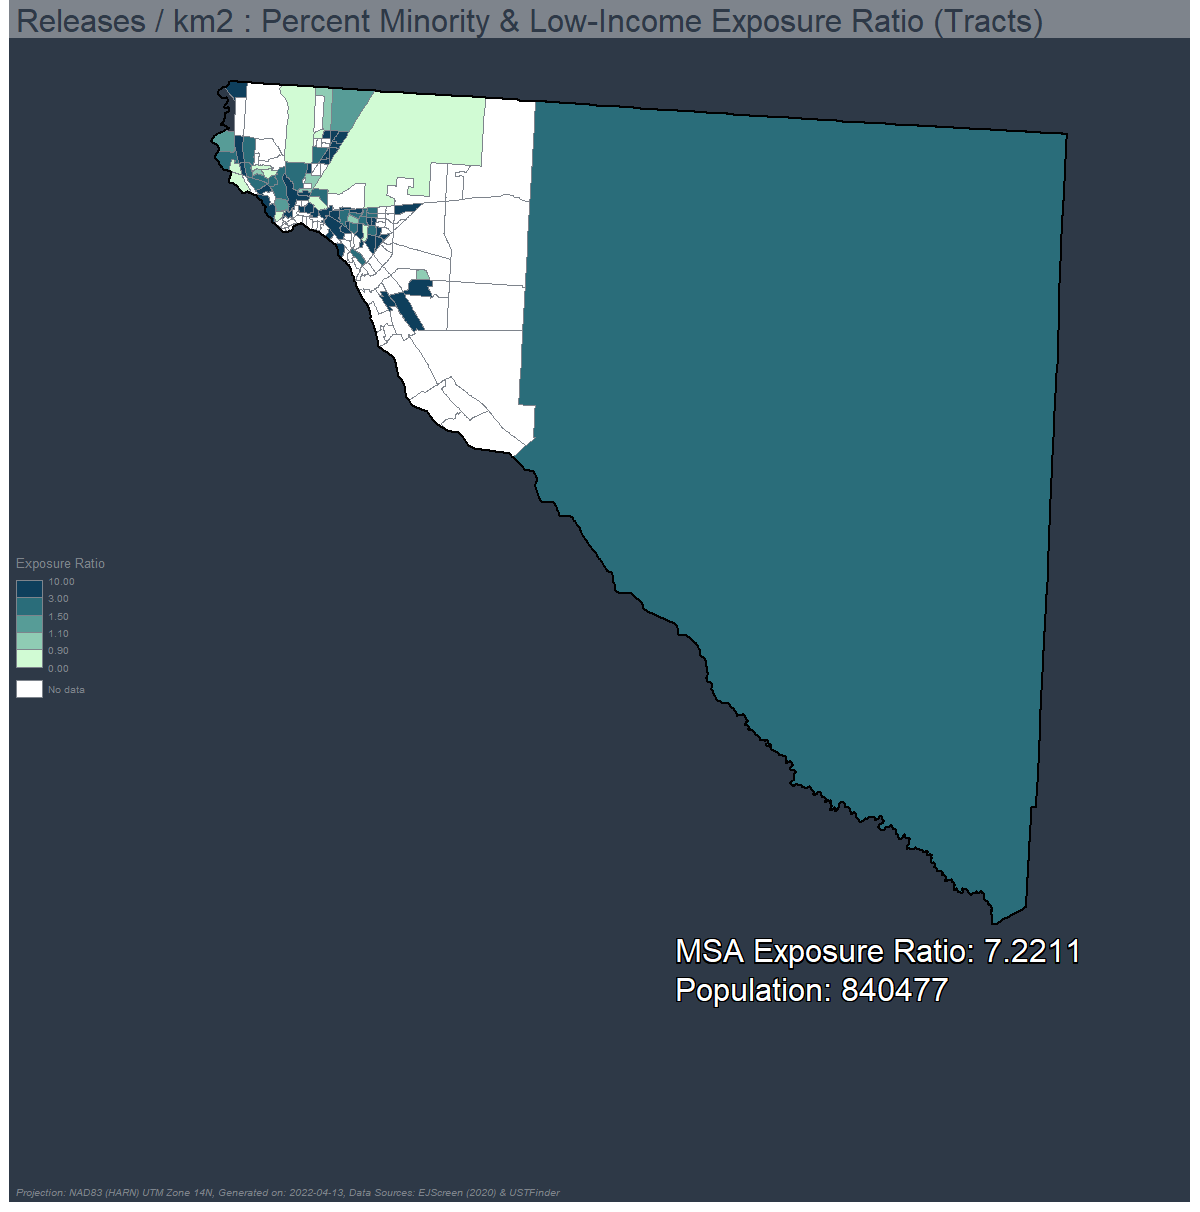 Releases / km2 : Percent Minority & Low-Income Exposure Ratio (Tracts)
Exposure Ratio
10.00
3.00
1.50
1.10
0.90
0.00
No data
MSA Exposure Ratio: 7.2211
Population: 840477
Projection: NAD83 (HARN) UTM Zone 14N, Generated on: 2022-04-13, Data Sources: EJScreen (2020) & USTFinder